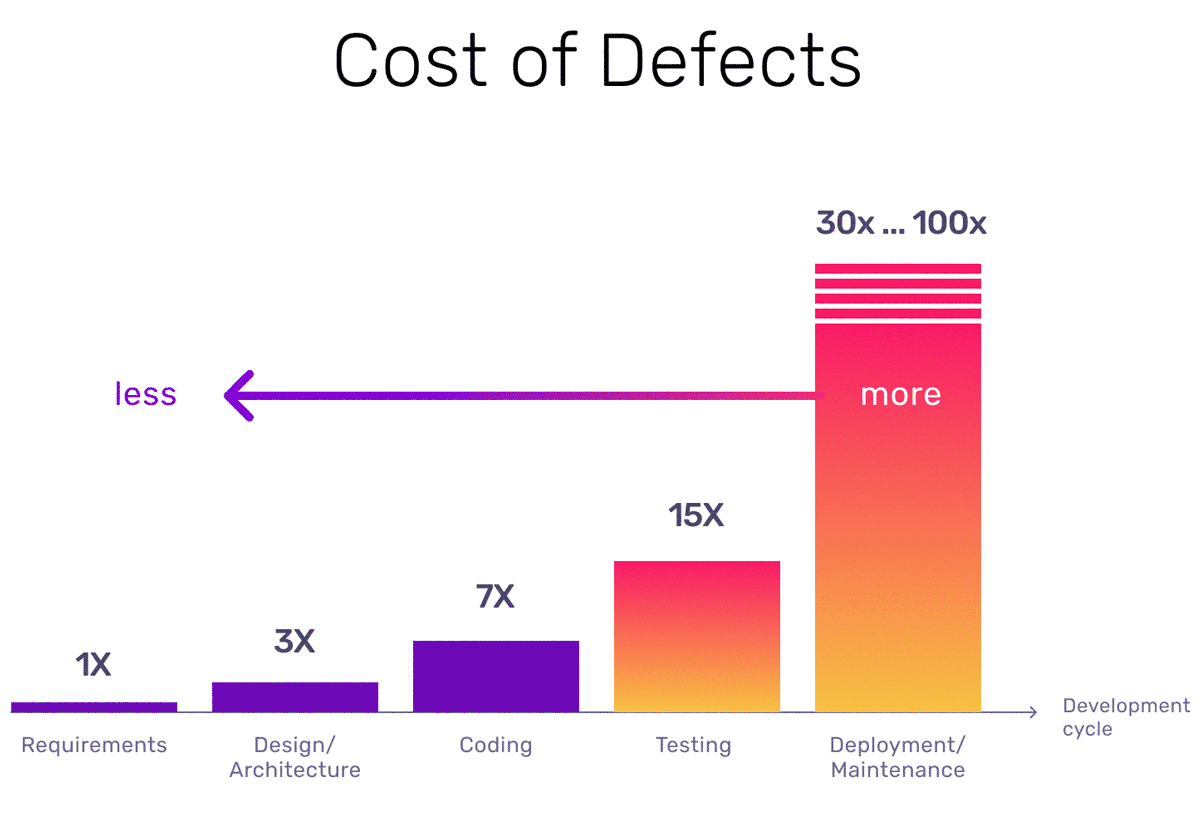 Cost of Defects
30x ... 100x
less
more
15X
7X
3X
1X
Requirements
Design/
Architecture
Coding
Testing
Deployment/
Maintenance
Development
cycle